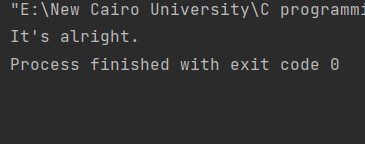 "E:\New Cairo University\C programmi
It's alright.
Process finished with exit code 0